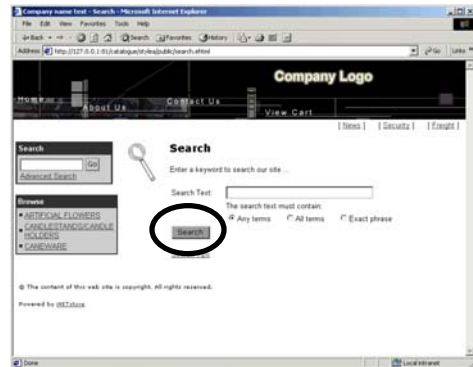 Company name text - Search - Microsoft Internet Explorer
File Edit View Favorites Tools Help
Back Search Favorites History
Address http://127.0.0.1:81/catalogue/stylea/public/search.ehtml Go Links
Company Logo
Home About Us Contact Us View Cart
[ News ] [ Security ] [ Freight ]
Search
Go
Advanced Search
Browse
ARTIFICIAL FLOWERS
CANDLESTANDS/CANDLE
HOLDERS
CANEWARE
Search
Enter a keyword to search our site ...
Search Text:
The search text must contain:
Any terms All terms Exact phrase
Search
© The content of this web site is copyright. All rights reserved.
Powered by iNETstore.
Done Local intranet